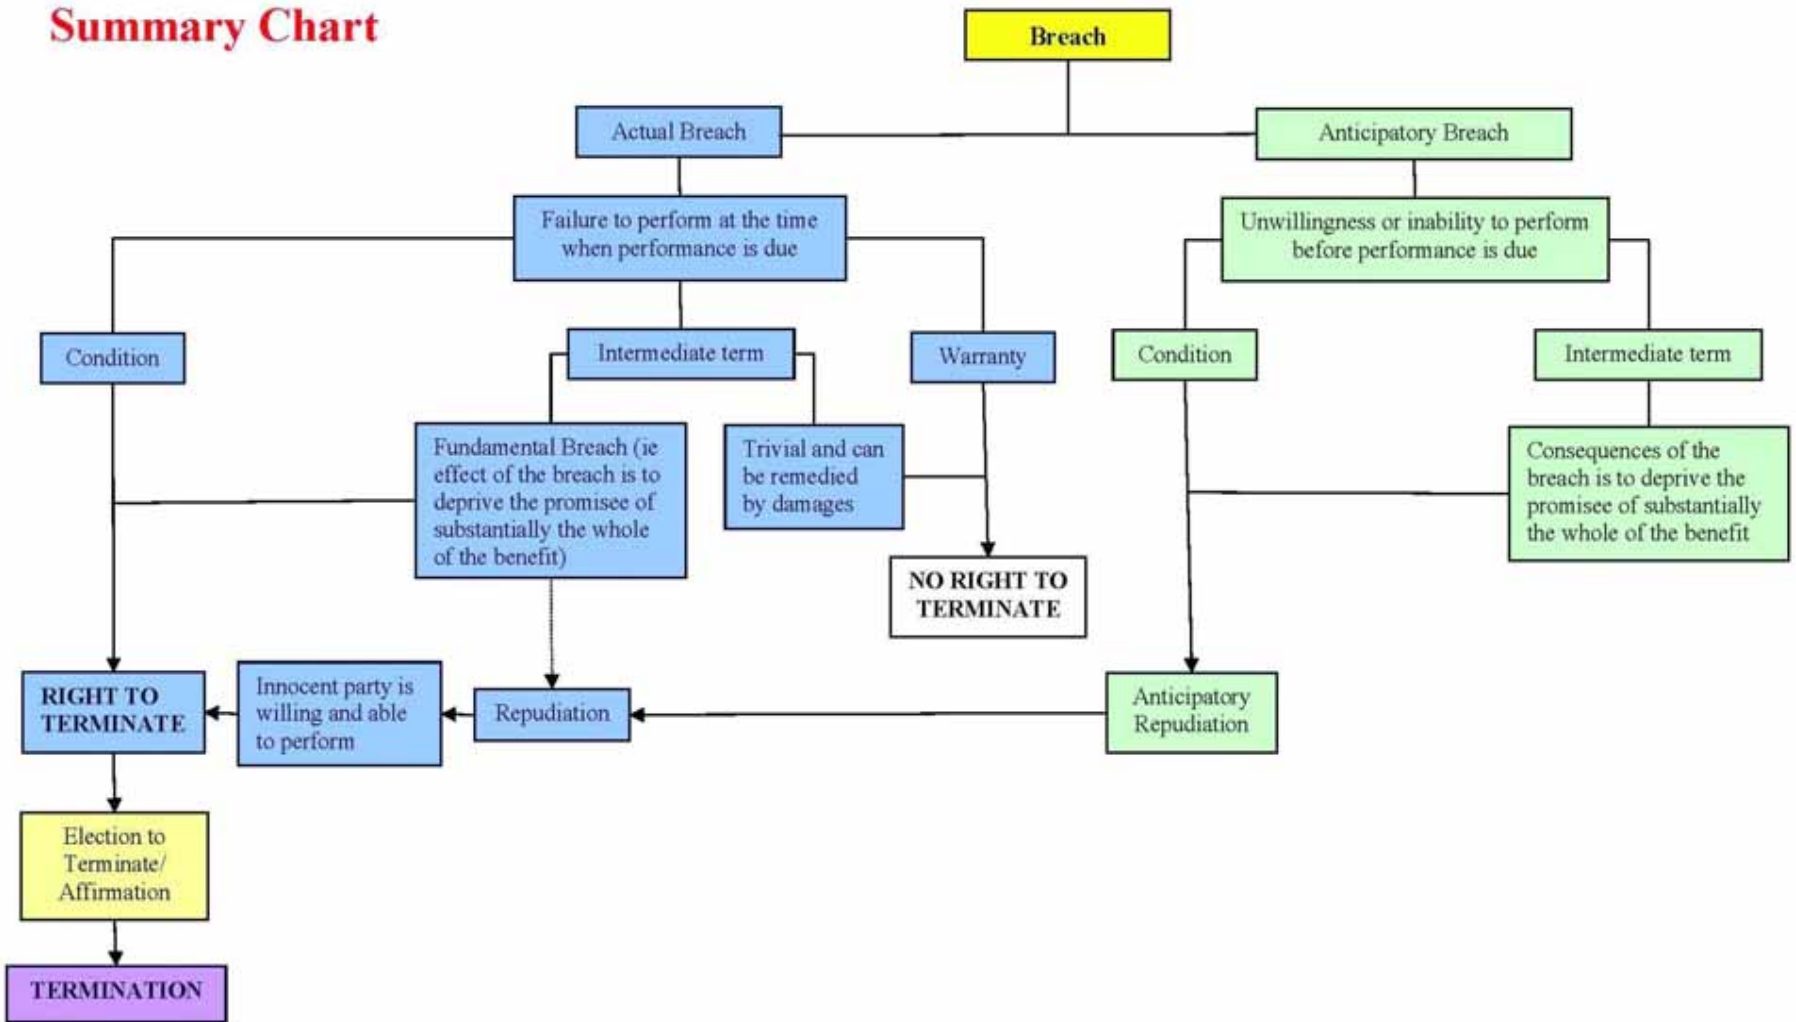 Summary Chart
Breach
Actual Breach
Anticipatory Breach
Failure to perform at the time
when performance is due
Unwillingness or inability to perform
before performance is due
Condition
Intermediate term
Warranty
Condition
Intermediate term
Fundamental Breach (ie
effect of the breach is to
deprive the promisee of
substantially the whole
of the benefit)
Trivial and can
be remedied
by damages
Consequences of the
breach is to deprive the
promisee of substantially
the whole of the benefit
NO RIGHT TO
TERMINATE
RIGHT TO
TERMINATE
Innocent party is
willing and able
to perform
Repudiation
Anticipatory
Repudiation
Election to
Terminate/
Affirmation
TERMINATION